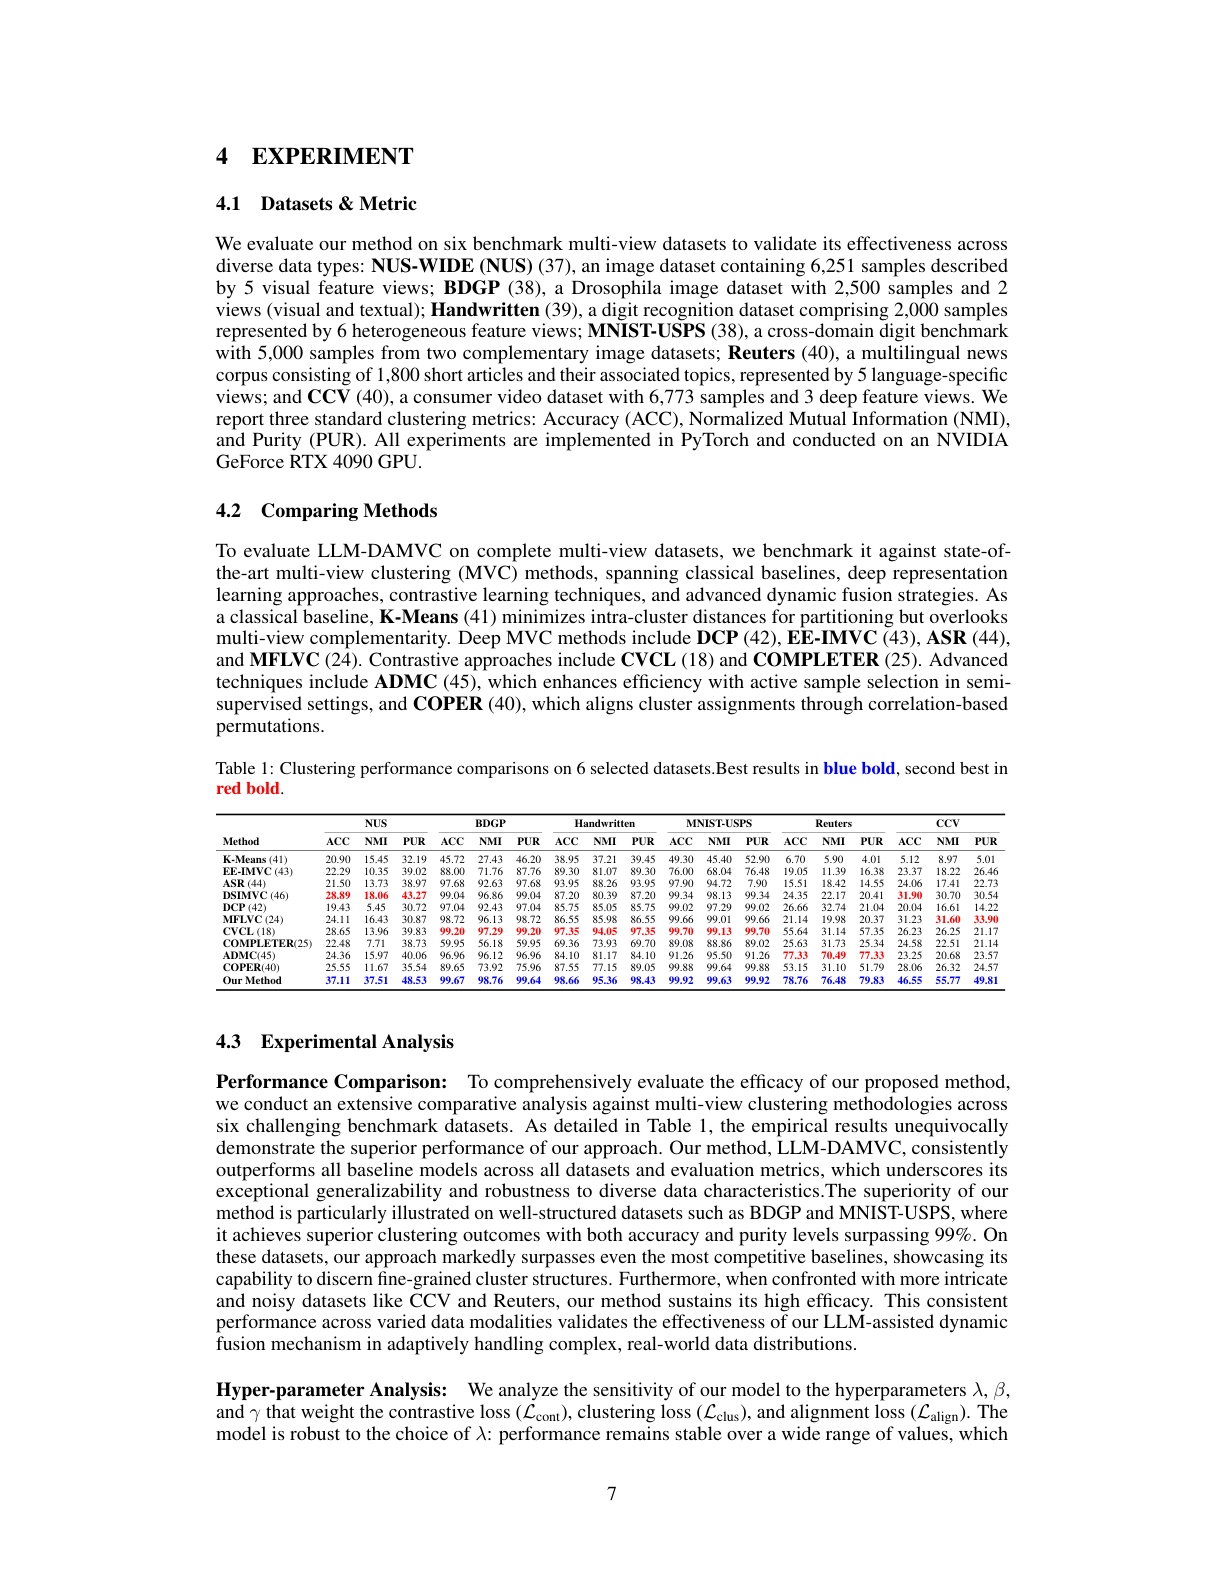 4 EXPERIMENT
4.1 Datasets & Metric
We evaluate our method on six benchmark multi-view datasets to validate its effectiveness across
diverse data types: NUS-WIDE (NUS) (37), an image dataset containing 6,251 samples described
by 5 visual feature views; BDGP (38), a Drosophila image dataset with 2,500 samples and 2
views (visual and textual); Handwritten (39), a digit recognition dataset comprising 2,000 samples
represented by 6 heterogeneous feature views; MNIST-USPS (38), a cross-domain digit benchmark
with 5,000 samples from two complementary image datasets; Reuters (40), a multilingual news
corpus consisting of 1,800 short articles and their associated topics, represented by 5 language-specific
views; and CCV (40), a consumer video dataset with 6,773 samples and 3 deep feature views. We
report three standard clustering metrics: Accuracy (ACC), Normalized Mutual Information (NMI),
and Purity (PUR). All experiments are implemented in PyTorch and conducted on an NVIDIA
GeForce RTX 4090 GPU.
4.2 Comparing Methods
To evaluate LLM-DAMVC on complete multi-view datasets, we benchmark it against state-of-
the-art multi-view clustering (MVC) methods, spanning classical baselines, deep representation
learning approaches, contrastive learning techniques, and advanced dynamic fusion strategies. As
a classical baseline, K-Means (41) minimizes intra-cluster distances for partitioning but overlooks
multi-view complementarity. Deep MVC methods include DCP (42), EE-IMVC (43), ASR (44),
and MFLVC (24). Contrastive approaches include CVCL (18) and COMPLETER (25). Advanced
techniques include ADMC (45), which enhances efficiency with active sample selection in semi-
supervised settings, and COPER (40), which aligns cluster assignments through correlation-based
permutations.
Table 1: Clustering performance comparisons on 6 selected datasets.Best results in blue bold, second best in
red bold.
NUS BDGP Handwritten MNIST-USPS Reuters CCV
Method ACC NMI PUR ACC NMI PUR ACC NMI PUR ACC NMI PUR ACC NMI PUR ACC NMI PUR
K-Means (41) 20.90 15.45 32.19 45.72 27.43 46.20 38.95 37.21 39.45 49.30 45.40 52.90 6.70 5.90 4.01 5.12 8.97 5.01
EE-IMVC (43) 22.29 10.35 39.02 88.00 71.76 87.76 89.30 81.07 89.30 76.00 68.04 76.48 19.05 11.39 16.38 23.37 18.22 26.46
ASR (44) 21.50 13.73 38.97 97.68 92.63 97.68 93.95 88.26 93.95 97.90 94.72 7.90 15.51 18.42 14.55 24.06 17.41 22.73
DSIMVC (46) 28.89 18.06 43.27 99.04 96.86 99.04 87.20 80.39 87.20 99.34 98.13 99.34 24.35 22.17 20.41 31.90 30.70 30.54
DCP (42) 19.43 5.45 30.72 97.04 92.43 97.04 85.75 85.05 85.75 99.02 97.29 99.02 26.66 32.74 21.04 20.04 16.61 14.22
MFLVC (24) 24.11 16.43 30.87 98.72 96.13 98.72 86.55 85.98 86.55 99.66 99.01 99.66 21.14 19.98 20.37 31.23 31.60 33.90
CVCL (18) 28.65 13.96 39.83 99.20 97.29 99.20 97.35 94.05 97.35 99.70 99.13 99.70 55.64 31.14 57.35 26.23 26.25 21.17
COMPLETER(25) 22.48 7.71 38.73 59.95 56.18 59.95 69.36 73.93 69.70 89.08 88.86 89.02 25.63 31.73 25.34 24.58 22.51 21.14
ADMC(45) 24.36 15.97 40.06 96.96 96.12 96.96 84.10 81.17 84.10 91.26 95.50 91.26 77.33 70.49 77.33 23.25 20.68 23.57
COPER(40) 25.55 11.67 35.54 89.65 73.92 75.96 87.55 77.15 89.05 99.88 99.64 99.88 53.15 31.10 51.79 28.06 26.32 24.57
Our Method 37.11 37.51 48.53 99.67 98.76 99.64 98.66 95.36 98.43 99.92 99.63 99.92 78.76 76.48 79.83 46.55 55.77 49.81
4.3 Experimental Analysis
Performance Comparison: To comprehensively evaluate the efficacy of our proposed method,
we conduct an extensive comparative analysis against multi-view clustering methodologies across
six challenging benchmark datasets. As detailed in Table 1, the empirical results unequivocally
demonstrate the superior performance of our approach. Our method, LLM-DAMVC, consistently
outperforms all baseline models across all datasets and evaluation metrics, which underscores its
exceptional generalizability and robustness to diverse data characteristics.The superiority of our
method is particularly illustrated on well-structured datasets such as BDGP and MNIST-USPS, where
it achieves superior clustering outcomes with both accuracy and purity levels surpassing 99%. On
these datasets, our approach markedly surpasses even the most competitive baselines, showcasing its
capability to discern fine-grained cluster structures. Furthermore, when confronted with more intricate
and noisy datasets like CCV and Reuters, our method sustains its high efficacy. This consistent
performance across varied data modalities validates the effectiveness of our LLM-assisted dynamic
fusion mechanism in adaptively handling complex, real-world data distributions.
Hyper-parameter Analysis: We analyze the sensitivity of our model to the hyperparameters λ, β,
and γ that weight the contrastive loss (ℒcont), clustering loss (ℒclus), and alignment loss (ℒalign). The
model is robust to the choice of λ: performance remains stable over a wide range of values, which
7